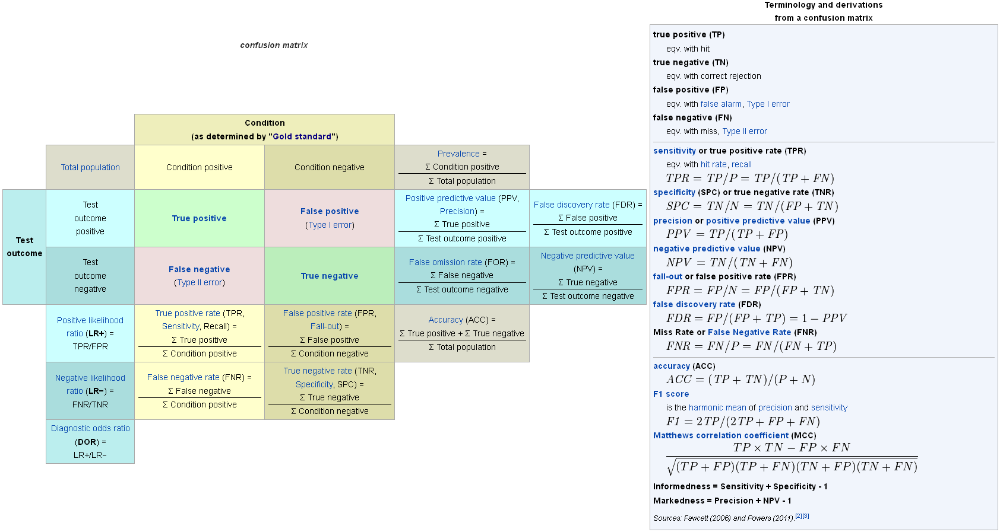 confusion matrix
Condition
(as determined by "Gold standard")
Total population
Condition positive
Condition negative
Prevalence =
Σ Condition positive
Σ Total population
Test
outcome
Test
outcome
positive
True positive
False positive
(Type I error)
Positive predictive value (PPV,
Precision) =
Σ True positive
Σ Test outcome positive
False discovery rate (FDR) =
Σ False positive
Σ Test outcome positive
Test
outcome
negative
False negative
(Type II error)
True negative
False omission rate (FOR) =
Σ False negative
Σ Test outcome negative
Negative predictive value
(NPV) =
Σ True negative
Σ Test outcome negative
Positive likelihood
ratio (LR+) =
TPR/FPR
True positive rate (TPR,
Sensitivity, Recall) =
Σ True positive
Σ Condition positive
False positive rate (FPR,
Fall-out) =
Σ False positive
Σ Condition negative
Accuracy (ACC) =
Σ True positive + Σ True negative
Σ Total population
Negative likelihood
ratio (LR−) =
FNR/TNR
False negative rate (FNR) =
Σ False negative
Σ Condition positive
True negative rate (TNR,
Specificity, SPC) =
Σ True negative
Σ Condition negative
Diagnostic odds ratio
(DOR) =
LR+/LR−
Terminology and derivations
from a confusion matrix
true positive (TP)
eqv. with hit
true negative (TN)
eqv. with correct rejection
false positive (FP)
eqv. with false alarm, Type I error
false negative (FN)
eqv. with miss, Type II error
sensitivity or true positive rate (TPR)
eqv. with hit rate, recall
TPR = TP/P = TP/(TP + FN)
specificity (SPC) or true negative rate (TNR)
SPC = TN/N = TN/(FP + TN)
precision or positive predictive value (PPV)
PPV = TP/(TP + FP)
negative predictive value (NPV)
NPV = TN/(TN + FN)
fall-out or false positive rate (FPR)
FPR = FP/N = FP/(FP + TN)
false discovery rate (FDR)
FDR = FP/(FP + TP) = 1 − PPV
Miss Rate or False Negative Rate (FNR)
FNR = FN/P = FN/(FN + TP)
accuracy (ACC)
ACC = (TP + TN)/(P + N)
F1 score
is the harmonic mean of precision and sensitivity
F1 = 2TP/(2TP + FP + FN)
Matthews correlation coefficient (MCC)
TP × TN − FP × FN
√(TP + FP)(TP + FN)(TN + FP)(TN + FN)
Informedness = Sensitivity + Specificity - 1
Markedness = Precision + NPV - 1
Sources: Fawcett (2006) and Powers (2011).[2][3]